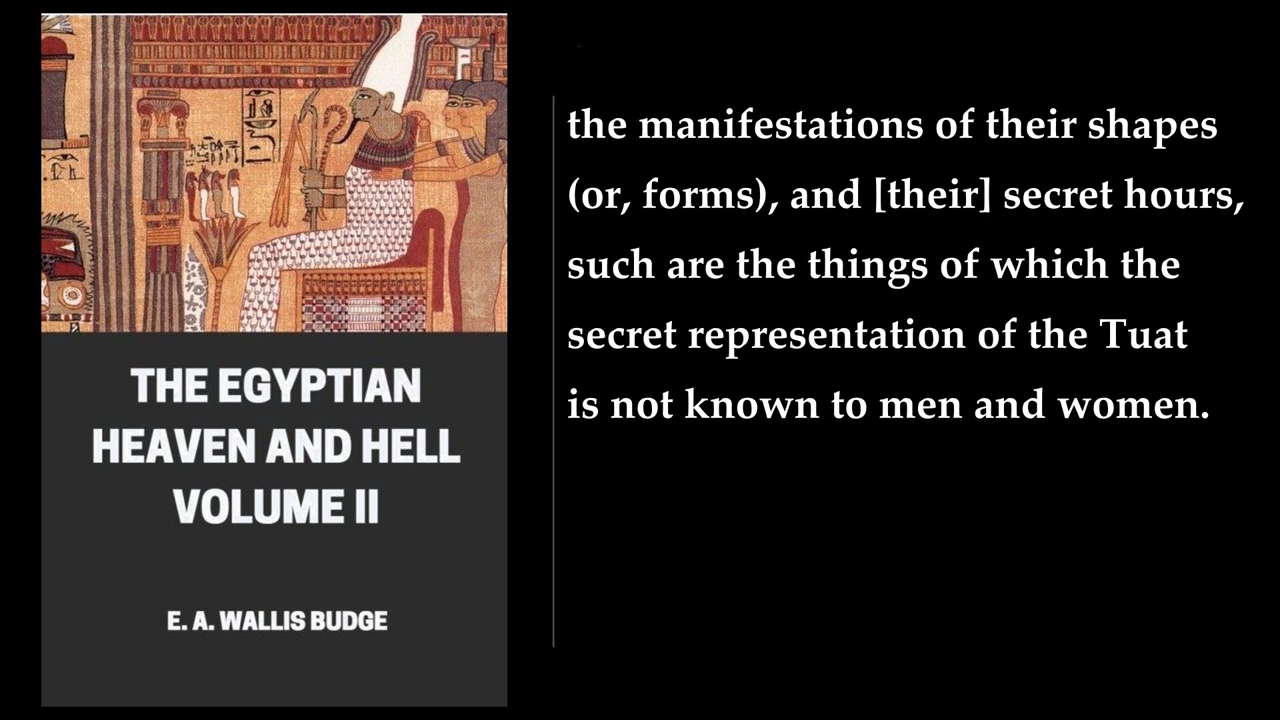 THE EGYPTIAN
HEAVEN AND HELL
VOLUME II
E. A. WALLIS BUDGE
the manifestations of their shapes
(or, forms), and [their] secret hours,
such are the things of which the
secret representation of the Tuat
is not known to men and women.